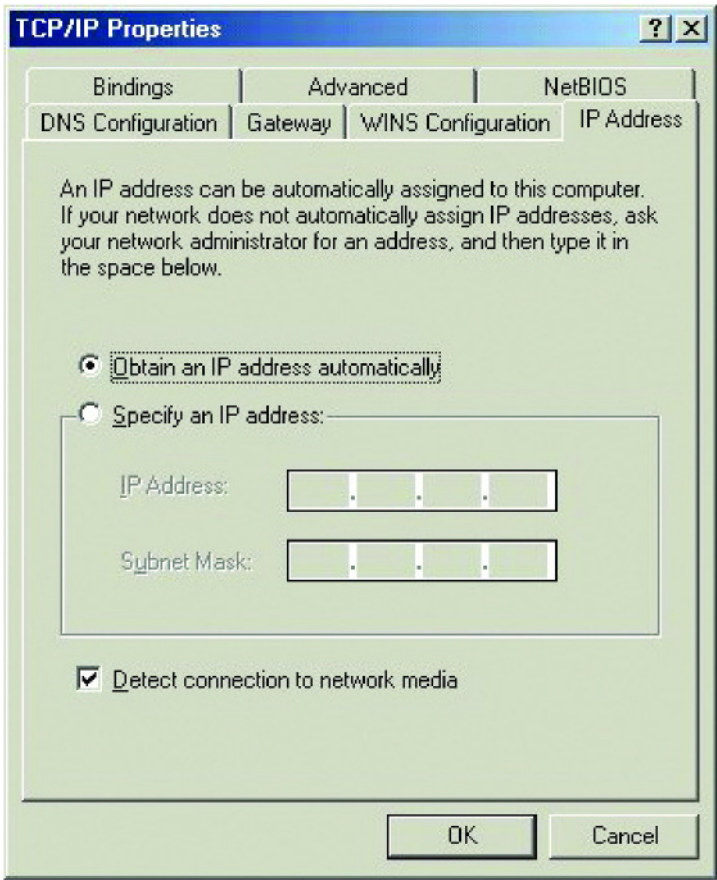 TCP/IP Properties
Bindings
Advanced
NetBIOS
DNS Configuration
Gateway
WINS Configuration
IP Address
An IP address can be automatically assigned to this computer.
If your network does not automatically assign IP addresses, ask
your network administrator for an address, and then type it in
the space below.
Obtain an IP address automatically
Specify an IP address:
IP Address:
. . .
Subnet Mask:
. . .
Detect connection to network media
OK
Cancel